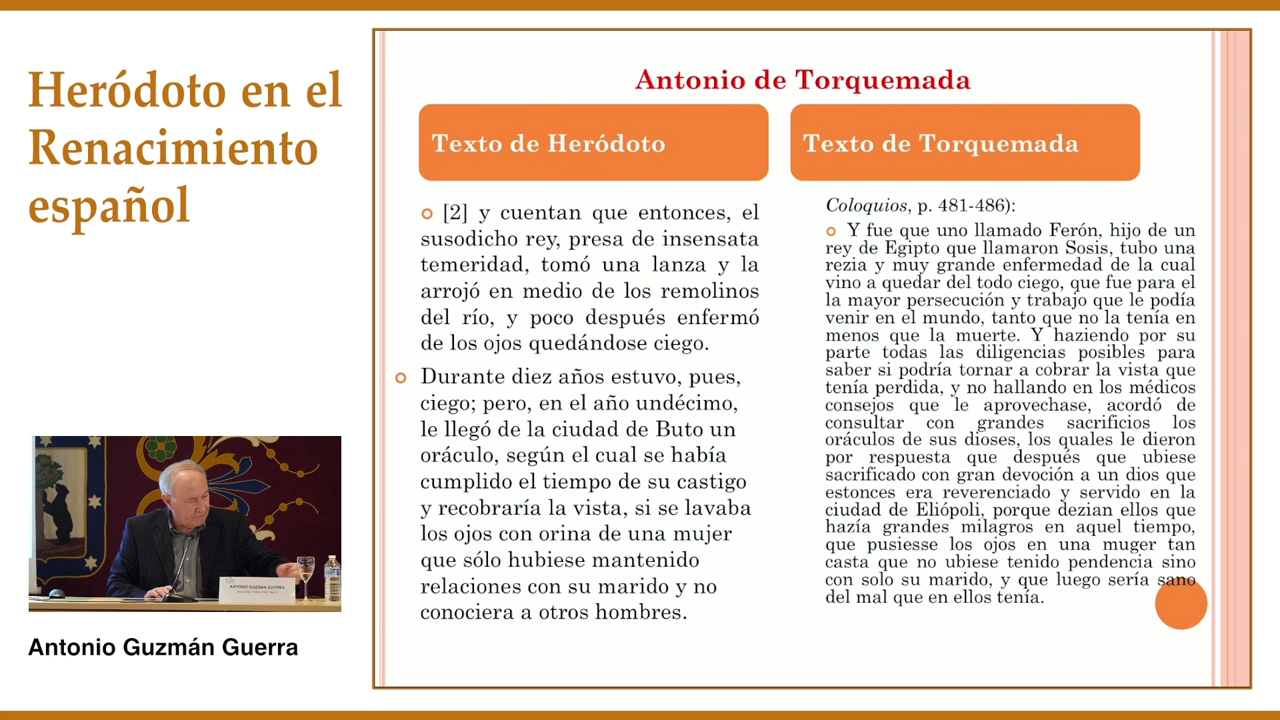 Heródoto en el
Renacimiento
español
Antonio de Torquemada
Texto de Heródoto
[2] y cuentan que entonces, el
susodicho rey, presa de insensata
temeridad, tomó una lanza y la
arrojó en medio de los remolinos
del río, y poco después enfermó
de los ojos quedándose ciego.
Durante diez años estuvo, pues,
ciego; pero, en el año undécimo,
le llegó de la ciudad de Buto un
oráculo, según el cual se había
cumplido el tiempo de su castigo
y recobraría la vista, si se lavaba
los ojos con orina de una mujer
que sólo hubiese mantenido
relaciones con su marido y no
conociera a otros hombres.
Texto de Torquemada
Coloquios, p. 481-486):
Y fue que uno llamado Ferón, hijo de un
rey de Egipto que llamaron Sosis, tubo una
rezia y muy grande enfermedad de la cual
vino a quedar del todo ciego, que fue para el
la mayor persecución y trabajo que le podía
venir en el mundo, tanto que no la tenía en
menos que la muerte. Y haziendo por su
parte todas las diligencias posibles para
saber si podría tornar a cobrar la vista que
tenía perdida, y no hallando en los médicos
consejos que le aprovechase, acordó de
consultar con grandes sacrificios los
oráculos de sus dioses, los quales le dieron
por respuesta que después que ubiese
sacrificado con gran devoción a un dios que
estonces era reverenciado y servido en la
ciudad de Eliópoli, porque dezian ellos que
hazía grandes milagros en aquel tiempo,
que pusiesse los ojos en una muger tan
casta que no ubiese tenido pendencia sino
con solo su marido, y que luego sería sano
del mal que en ellos tenía.
ANTONIO GUZMÁN GUERRA
Antonio Guzmán Guerra